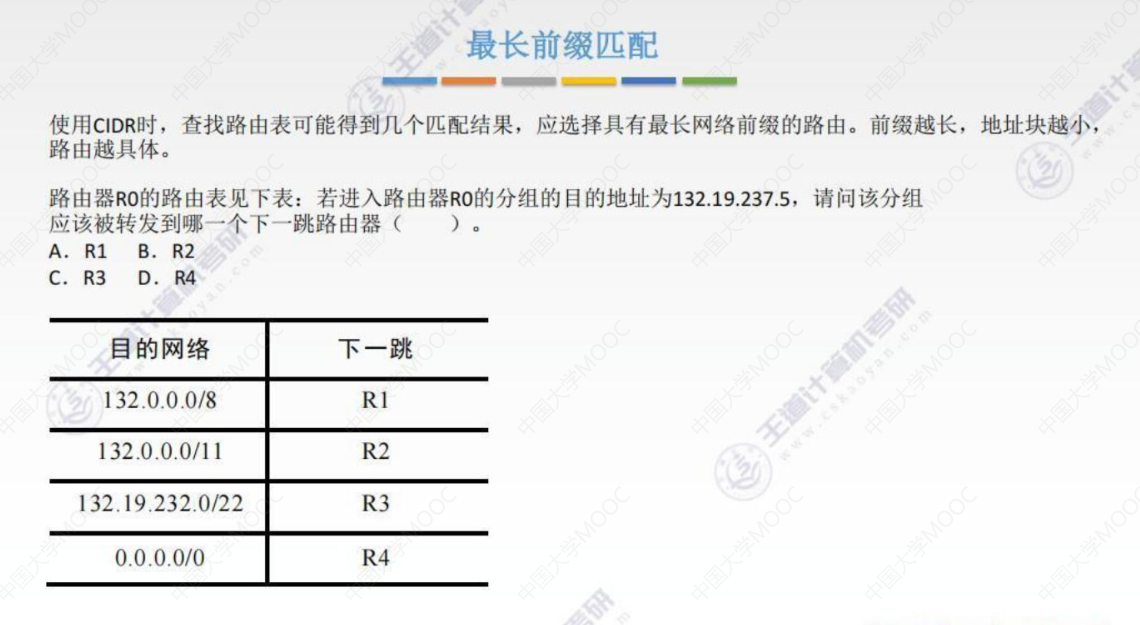 最长前缀匹配
使用CIDR时，查找路由表可能得到几个匹配结果，应选择具有最长网络前缀的路由。前缀越长，地址块越小，
路由越具体。
路由器R0的路由表见下表：若进入路由器R0的分组的目的地址为132.19.237.5，请问该分组
应该被转发到哪一个下一跳路由器（ ）。
A．R1 B．R2
C．R3 D．R4
目的网络 下一跳
132.0.0.0/8 R1
132.0.0.0/11 R2
132.19.232.0/22 R3
0.0.0.0/0 R4
王道计算机考研
www.cskaoyan.com
中国大学MOOC